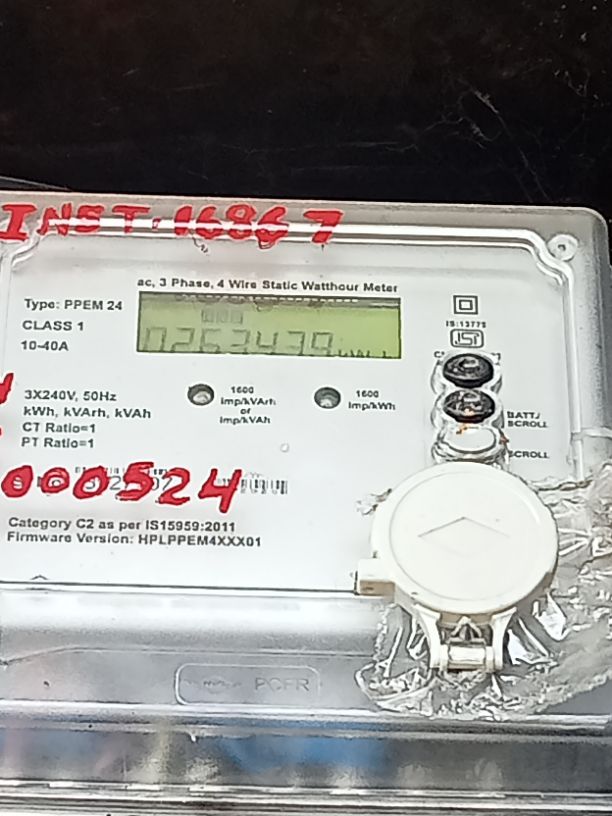 INST. 16867
ac, 3 Phase, 4 Wire Static Watthour Meter
Type: PPEM 24
CLASS 1
10-40A
IS:13779
ISI
3X240V, 50Hz
kWh, kVArh, kVAh
CT Ratio=1
PT Ratio=1
1600
Imp/kVArh
or
Imp/kVAh
1600
Imp/kWh
BATT/
SCROLL
SCROLL
000524
Category C2 as per IS15959:2011
Firmware Version: HPLPPEM4XXX01